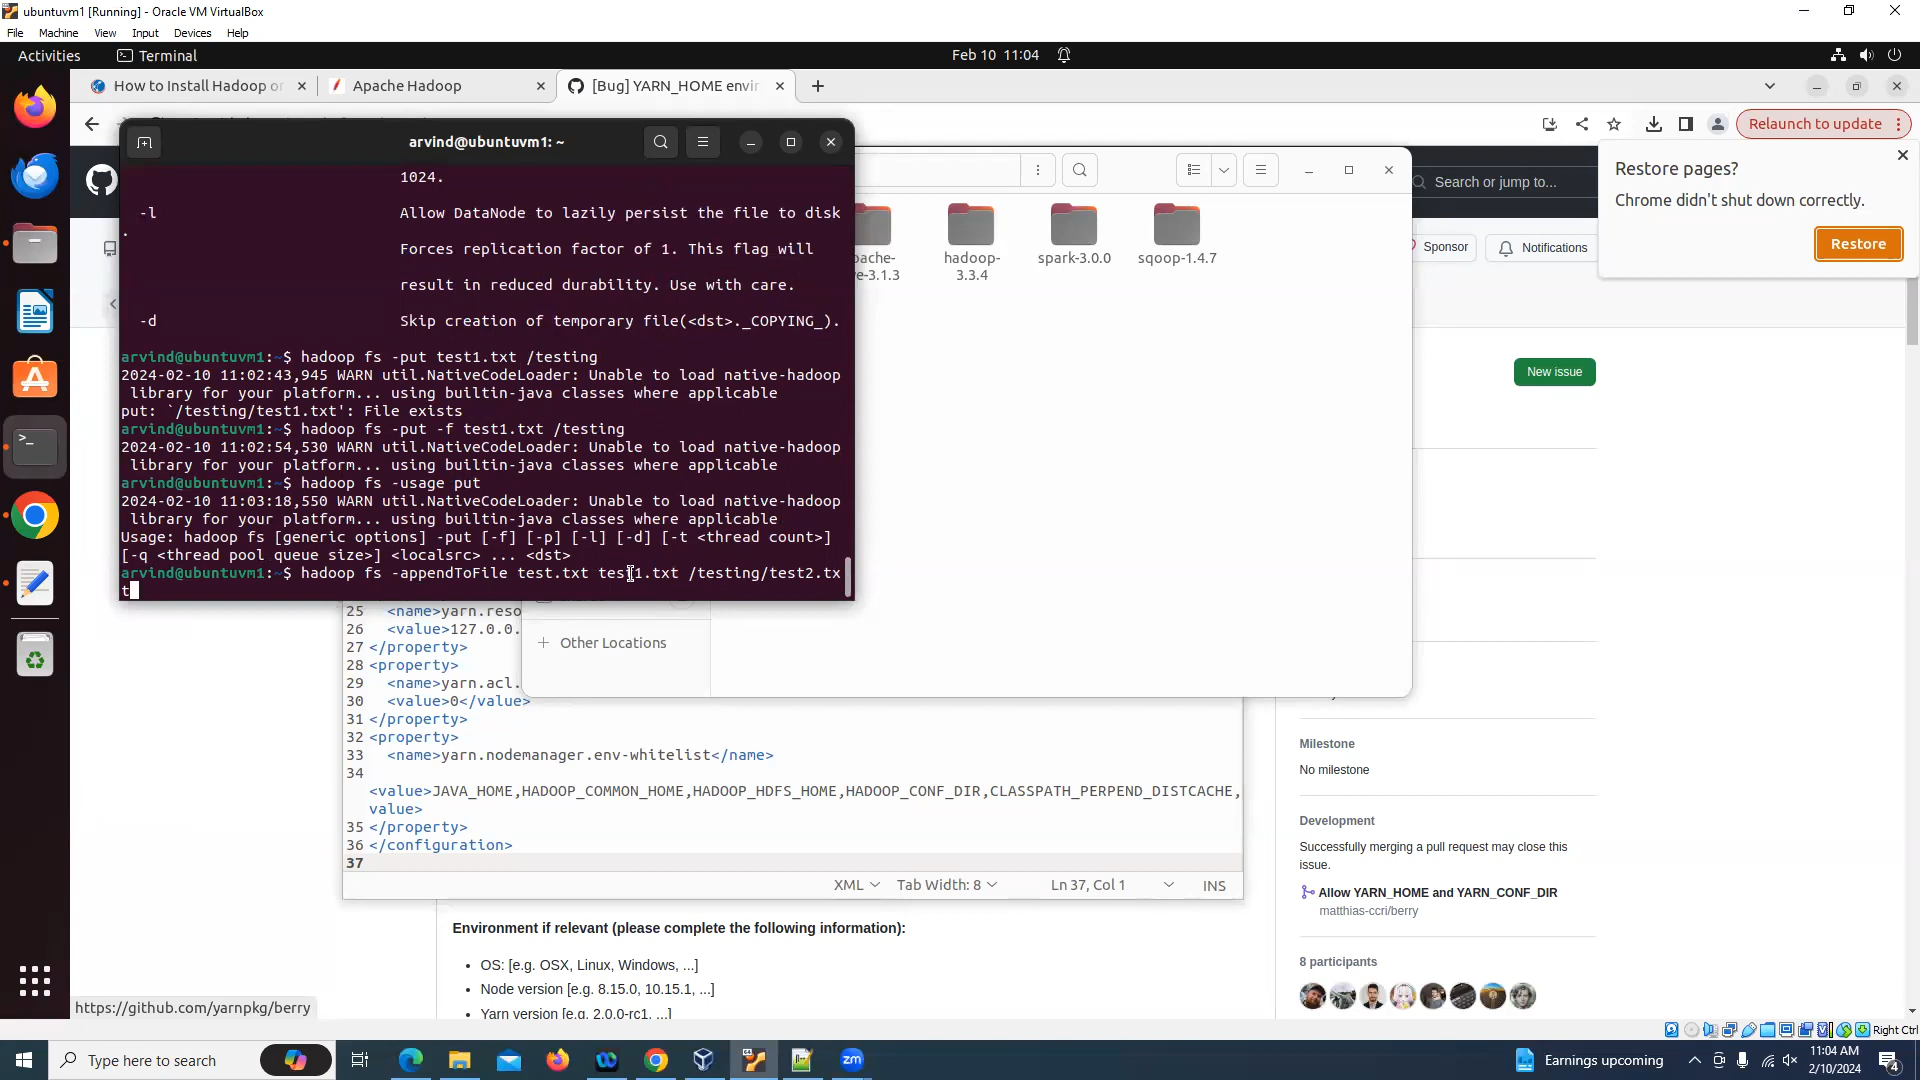 ubuntuvm1 [Running] - Oracle VM VirtualBox
File Machine View Input Devices Help
Activities Terminal Feb 10 11:04
How to Install Hadoop or Apache Hadoop [Bug] YARN_HOME envir
Relaunch to update
arvind@ubuntuvm1: ~
1024.
-l Allow DataNode to lazily persist the file to disk
.
Forces replication factor of 1. This flag will
result in reduced durability. Use with care.
-d Skip creation of temporary file(<dst>._COPYING_).
arvind@ubuntuvm1:~$ hadoop fs -put test1.txt /testing
2024-02-10 11:02:43,945 WARN util.NativeCodeLoader: Unable to load native-hadoop
library for your platform... using builtin-java classes where applicable
put: `/testing/test1.txt': File exists
arvind@ubuntuvm1:~$ hadoop fs -put -f test1.txt /testing
2024-02-10 11:02:54,530 WARN util.NativeCodeLoader: Unable to load native-hadoop
library for your platform... using builtin-java classes where applicable
arvind@ubuntuvm1:~$ hadoop fs -usage put
2024-02-10 11:03:18,550 WARN util.NativeCodeLoader: Unable to load native-hadoop
library for your platform... using builtin-java classes where applicable
Usage: hadoop fs [generic options] -put [-f] [-p] [-l] [-d] [-t <thread count>]
[-q <thread pool queue size>] <localsrc> ... <dst>
arvind@ubuntuvm1:~$ hadoop fs -appendToFile test.txt test1.txt /testing/test2.tx
t
pache-
ve-3.1.3
hadoop-
3.3.4
spark-3.0.0
sqoop-1.4.7
Other Locations
Search or jump to...
Restore pages?
Chrome didn't shut down correctly.
Restore
Sponsor
Notifications
New issue
25 <name>yarn.reso
26 <value>127.0.0.
27 </property>
28 <property>
29 <name>yarn.acl.
30 <value>0</value>
31 </property>
32 <property>
33 <name>yarn.nodemanager.env-whitelist</name>
34
<value>JAVA_HOME,HADOOP_COMMON_HOME,HADOOP_HDFS_HOME,HADOOP_CONF_DIR,CLASSPATH_PERPEND_DISTCACHE,
value>
35 </property>
36 </configuration>
37
XML Tab Width: 8 Ln 37, Col 1 INS
Environment if relevant (please complete the following information):
OS: [e.g. OSX, Linux, Windows, ...]
Node version [e.g. 8.15.0, 10.15.1, ...]
Yarn version [e.g. 2.0.0-rc1, ...]
Milestone
No milestone
Development
Successfully merging a pull request may close this
issue.
Allow YARN_HOME and YARN_CONF_DIR
matthias-ccri/berry
8 participants
https://github.com/yarnpkg/berry
Right Ctrl
Type here to search
Earnings upcoming
11:04 AM
2/10/2024
4